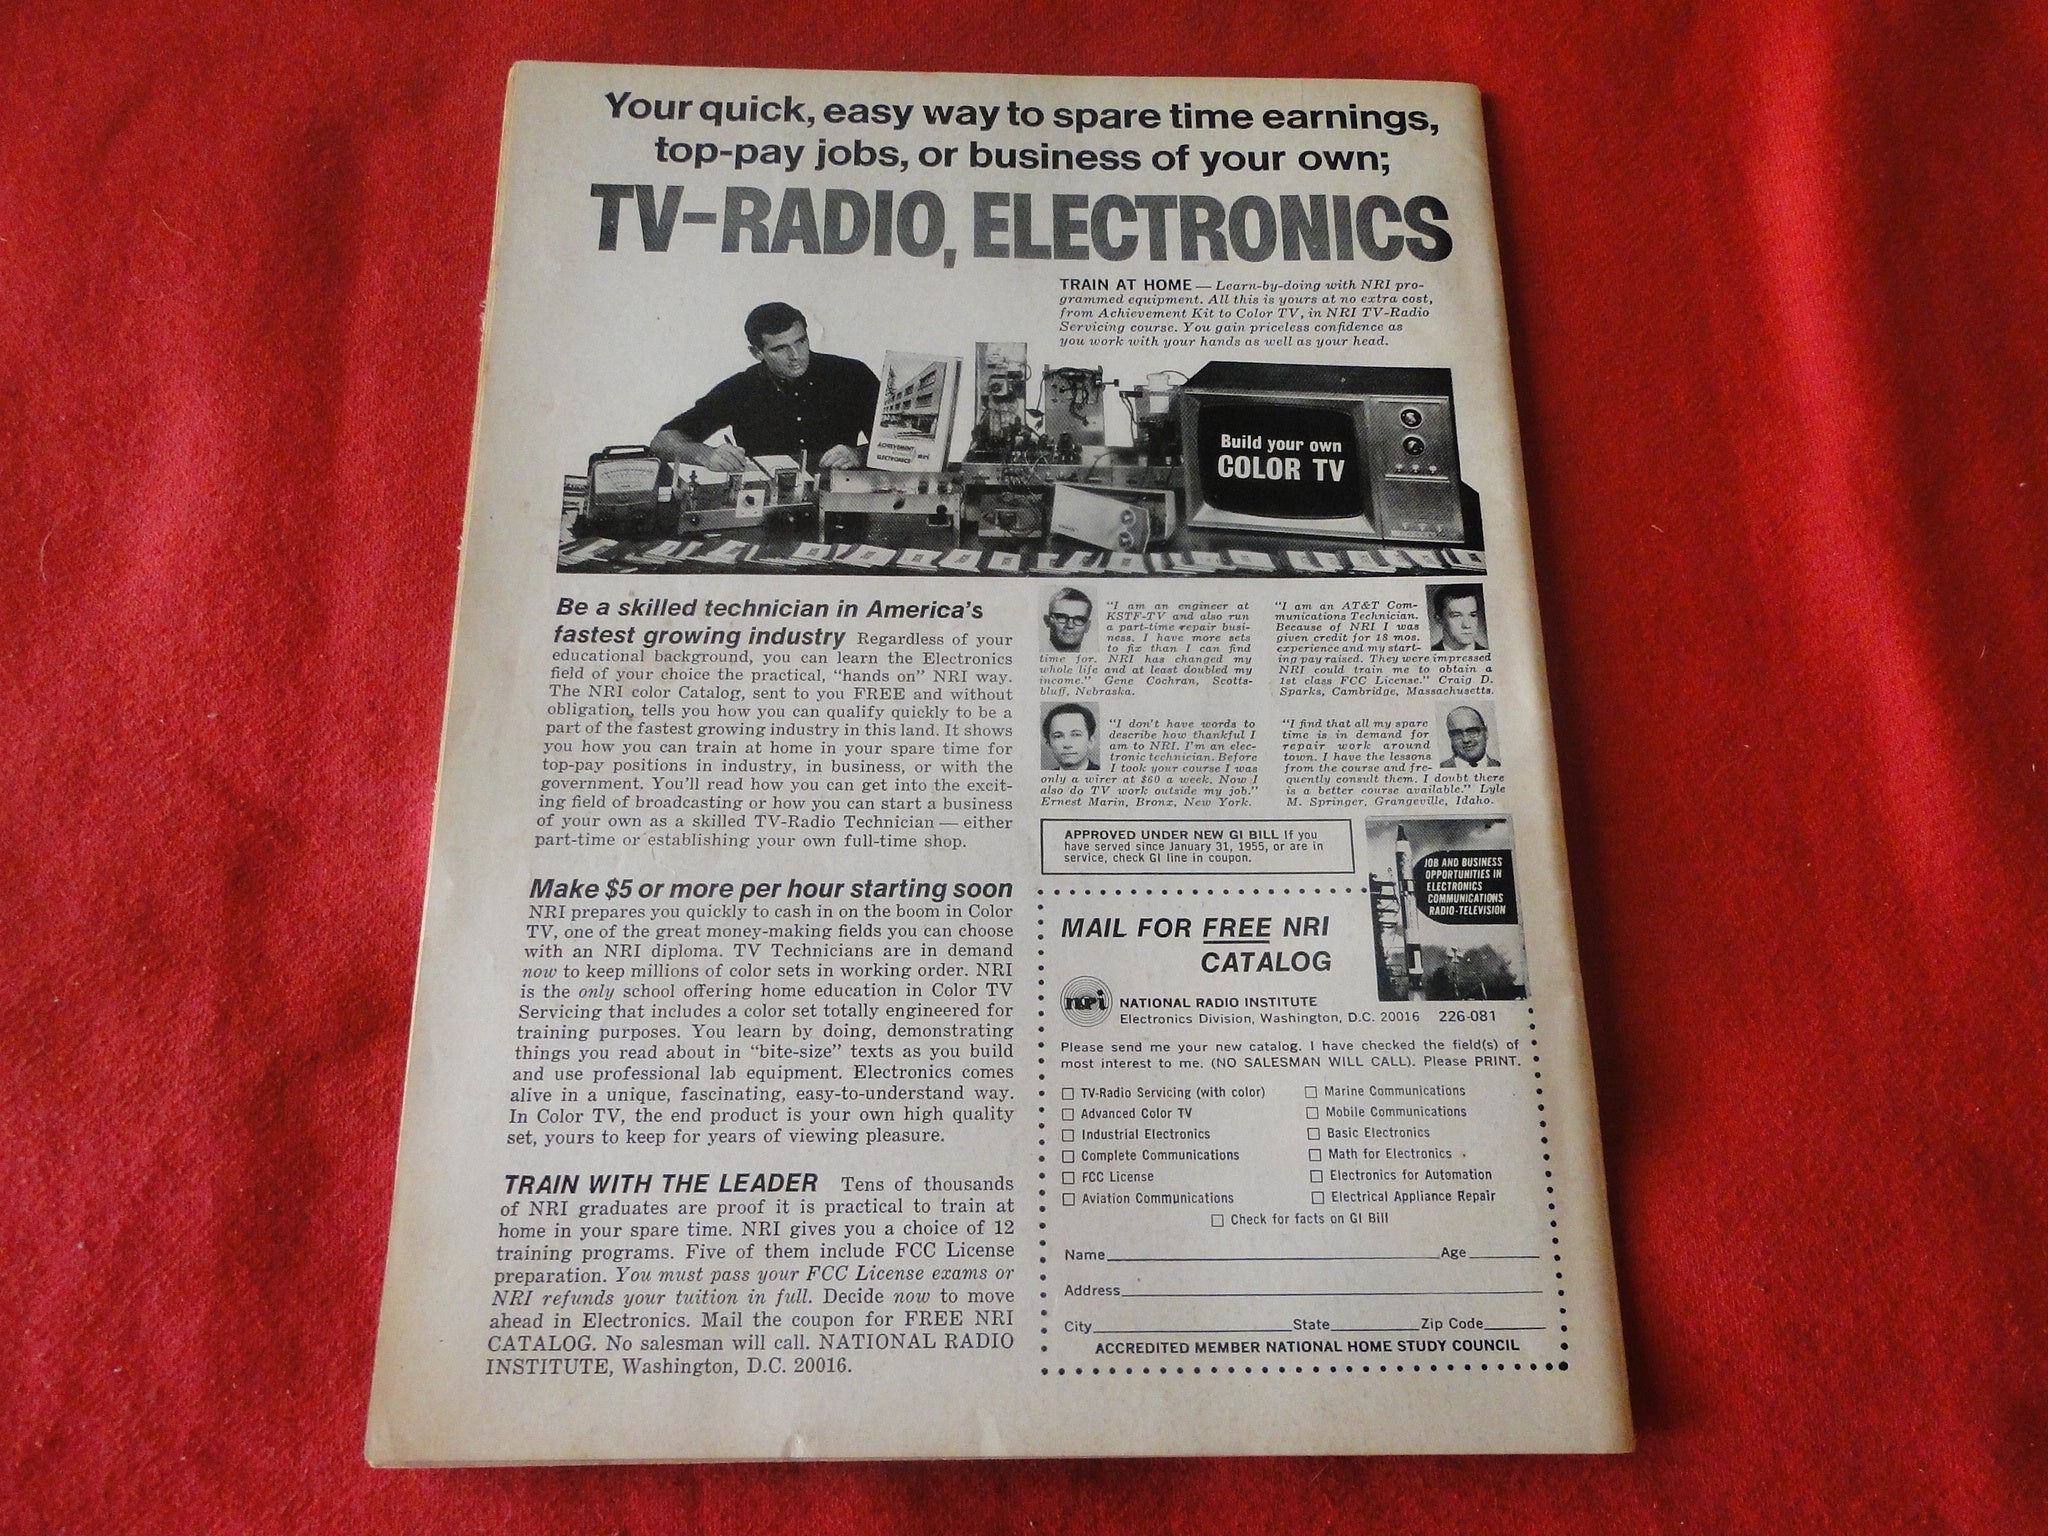 Your quick, easy way to spare time earnings,
top-pay jobs, or business of your own;
TV-RADIO, ELECTRONICS
TRAIN AT HOME — Learn-by-doing with NRI pro-
grammed equipment. All this is yours at no extra cost,
from Achievement Kit to Color TV, in NRI TV-Radio
Servicing course. You gain priceless confidence as
you work with your hands as well as your head.
ACHIEVEMENT
ELECTRONICS
nri
Build your own
COLOR TV
Be a skilled technician in America's
fastest growing industry Regardless of your
educational background, you can learn the Electronics
field of your choice the practical, "hands on" NRI way.
The NRI color Catalog, sent to you FREE and without
obligation, tells you how you can qualify quickly to be a
part of the fastest growing industry in this land. It shows
you how you can train at home in your spare time for
top-pay positions in industry, in business, or with the
government. You'll read how you can get into the excit-
ing field of broadcasting or how you can start a business
of your own as a skilled TV-Radio Technician — either
part-time or establishing your own full-time shop.
Make $5 or more per hour starting soon
NRI prepares you quickly to cash in on the boom in Color
TV, one of the great money-making fields you can choose
with an NRI diploma. TV Technicians are in demand
now to keep millions of color sets in working order. NRI
is the only school offering home education in Color TV
Servicing that includes a color set totally engineered for
training purposes. You learn by doing, demonstrating
things you read about in "bite-size" texts as you build
and use professional lab equipment. Electronics comes
alive in a unique, fascinating, easy-to-understand way.
In Color TV, the end product is your own high quality
set, yours to keep for years of viewing pleasure.
TRAIN WITH THE LEADER Tens of thousands
of NRI graduates are proof it is practical to train at
home in your spare time. NRI gives you a choice of 12
training programs. Five of them include FCC License
preparation. You must pass your FCC License exams or
NRI refunds your tuition in full. Decide now to move
ahead in Electronics. Mail the coupon for FREE NRI
CATALOG. No salesman will call. NATIONAL RADIO
INSTITUTE, Washington, D.C. 20016.
"I am an engineer at
KSTF-TV and also run
a part-time repair busi-
ness. I have more sets
to fix than I can find
time for. NRI has changed my
whole life and at least doubled my
income." Gene Cochran, Scotts-
bluff, Nebraska.
"I am an AT&T Com-
munications Technician.
Because of NRI I was
given credit for 18 mos.
experience and my start-
ing pay raised. They were impressed
NRI could train me to obtain a
1st class FCC License." Craig D.
Sparks, Cambridge, Massachusetts.
"I don't have words to
describe how thankful I
am to NRI. I'm an elec-
tronic technician. Before
I took your course I was
only a wirer at $60 a week. Now I
also do TV work outside my job."
Ernest Marin, Bronx, New York.
"I find that all my spare
time is in demand for
repair work around
town. I have the lessons
from the course and fre-
quently consult them. I doubt there
is a better course available." Lyle
M. Springer, Grangeville, Idaho.
APPROVED UNDER NEW GI BILL If you
have served since January 31, 1955, or are in
service, check GI line in coupon.
JOB AND BUSINESS
OPPORTUNITIES IN
ELECTRONICS
COMMUNICATIONS
RADIO-TELEVISION
MAIL FOR FREE NRI
CATALOG
nri NATIONAL RADIO INSTITUTE
Electronics Division, Washington, D.C. 20016 226-081
Please send me your new catalog. I have checked the field(s) of
most interest to me. (NO SALESMAN WILL CALL). Please PRINT.
□ TV-Radio Servicing (with color)
□ Advanced Color TV
□ Industrial Electronics
□ Complete Communications
□ FCC License
□ Aviation Communications
□ Marine Communications
□ Mobile Communications
□ Basic Electronics
□ Math for Electronics
□ Electronics for Automation
□ Electrical Appliance Repair
□ Check for facts on GI Bill
Name Age
Address
City State Zip Code
ACCREDITED MEMBER NATIONAL HOME STUDY COUNCIL